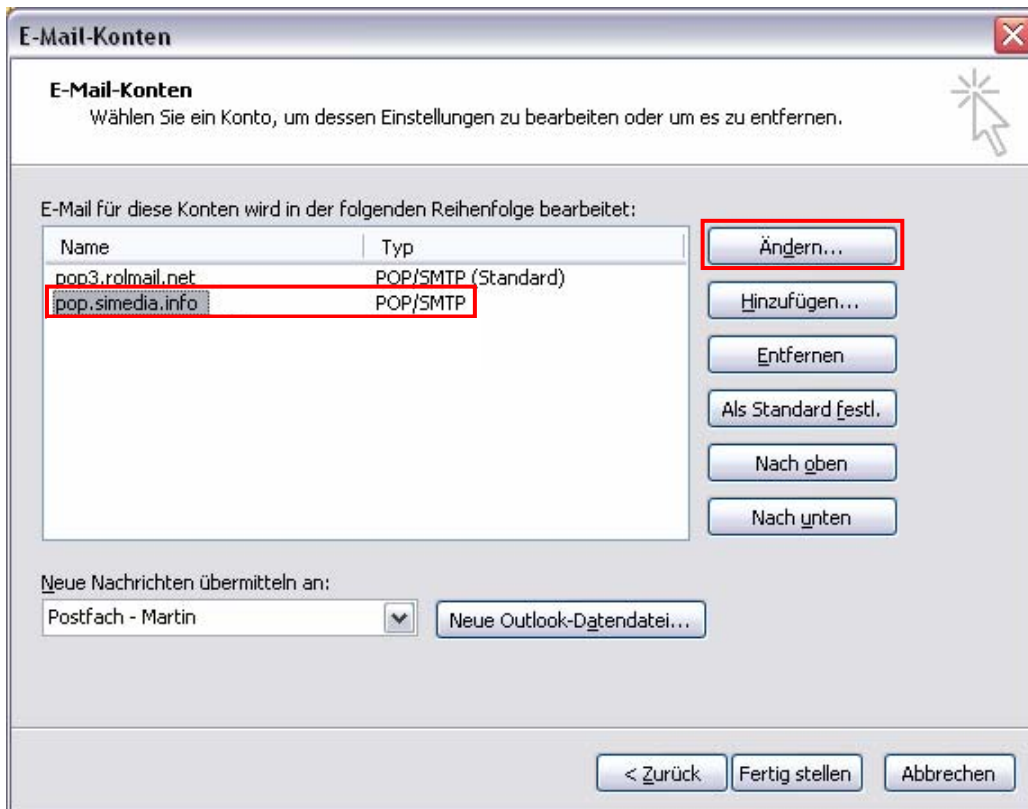 E-Mail-Konten
E-Mail-Konten
Wählen Sie ein Konto, um dessen Einstellungen zu bearbeiten oder um es zu entfernen.
E-Mail für diese Konten wird in der folgenden Reihenfolge bearbeitet:
Name Typ
pop3.rolmail.net POP/SMTP (Standard)
pop.simedia.info POP/SMTP
Ändern...
Hinzufügen...
Entfernen
Als Standard festl.
Nach oben
Nach unten
Neue Nachrichten übermitteln an:
Postfach - Martin Neue Outlook-Datendatei...
< Zurück Fertig stellen Abbrechen